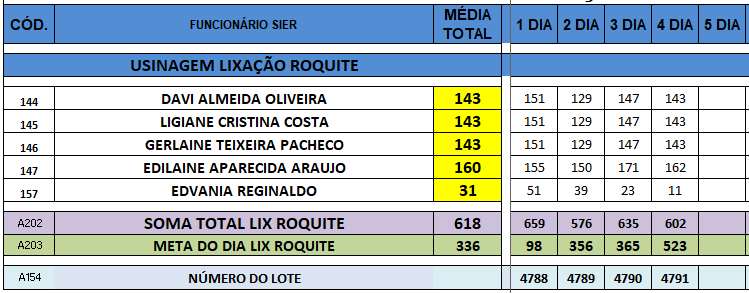 CÓD. FUNCIONÁRIO SIER MÉDIA TOTAL 1 DIA 2 DIA 3 DIA 4 DIA 5 DIA
USINAGEM LIXAÇÃO ROQUITE
144 DAVI ALMEIDA OLIVEIRA 143 151 129 147 143
145 LIGIANE CRISTINA COSTA 143 151 129 147 143
146 GERLAINE TEIXEIRA PACHECO 143 151 129 147 143
147 EDILAINE APARECIDA ARAUJO 160 155 150 171 162
157 EDVANIA REGINALDO 31 51 39 23 11
A202 SOMA TOTAL LIX ROQUITE 618 659 576 635 602
A203 META DO DIA LIX ROQUITE 336 98 356 365 523
A154 NÚMERO DO LOTE 4788 4789 4790 4791